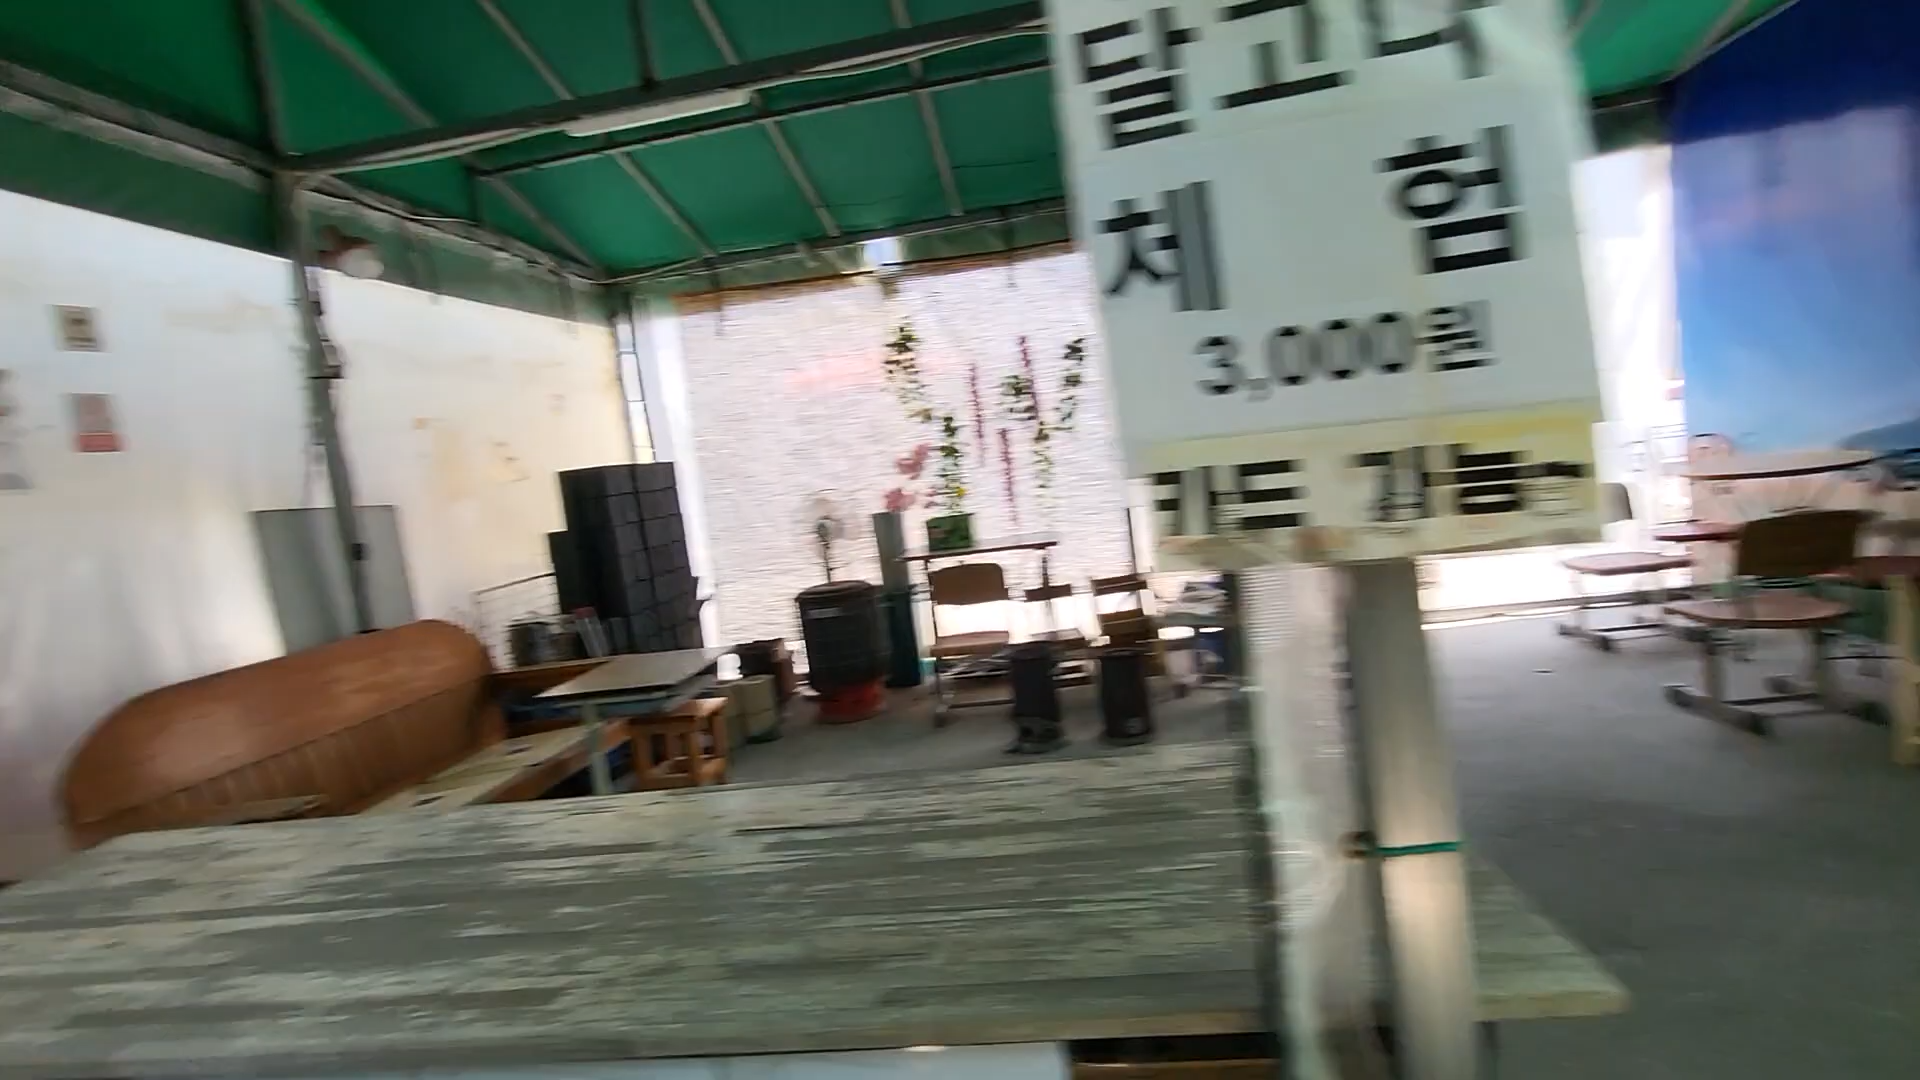 달고나
체 험
3,000원
카드 가능